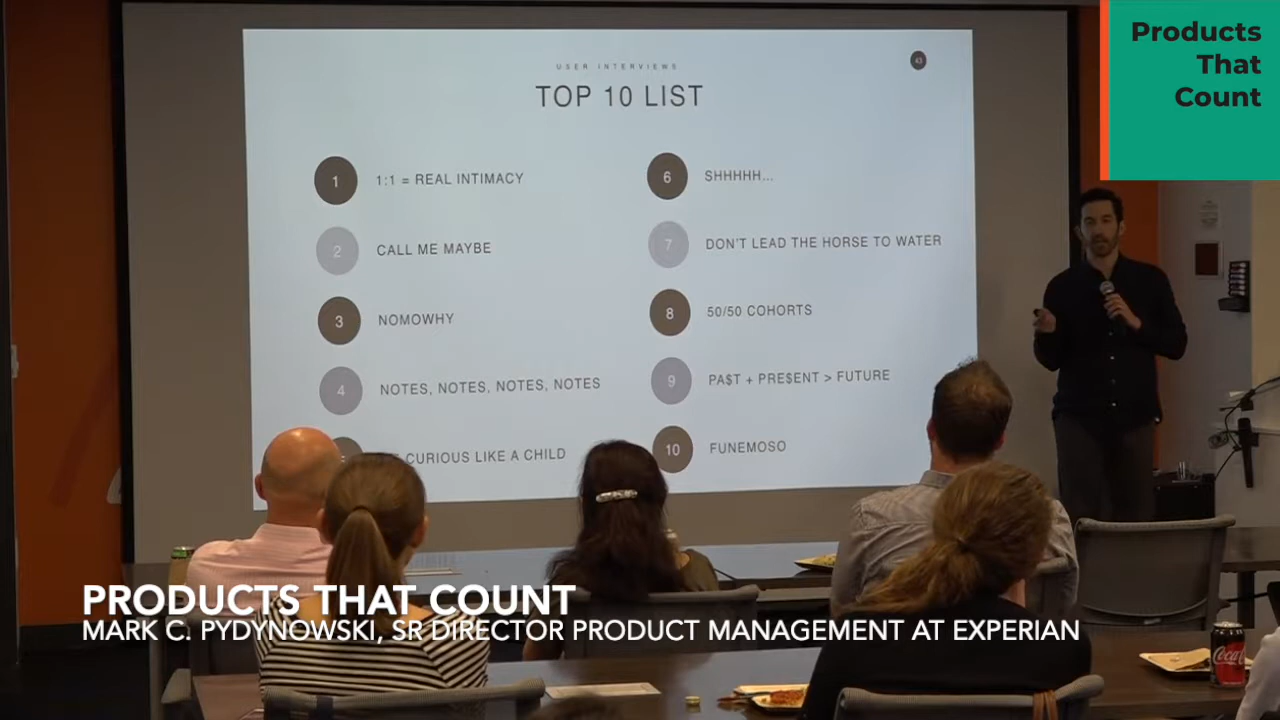 USER INTERVIEWS
43
TOP 10 LIST
1 1:1 = REAL INTIMACY
2 CALL ME MAYBE
3 NOMOWHY
4 NOTES, NOTES, NOTES, NOTES
CURIOUS LIKE A CHILD
6 SHHHHH...
7 DON'T LEAD THE HORSE TO WATER
8 50/50 COHORTS
9 PA$T + PRE$ENT > FUTURE
10 FUNEMOSO
Products
That
Count
PRODUCTS THAT COUNT
MARK C. PYDYNOWSKI, SR DIRECTOR PRODUCT MANAGEMENT AT EXPERIAN
Coca-Cola